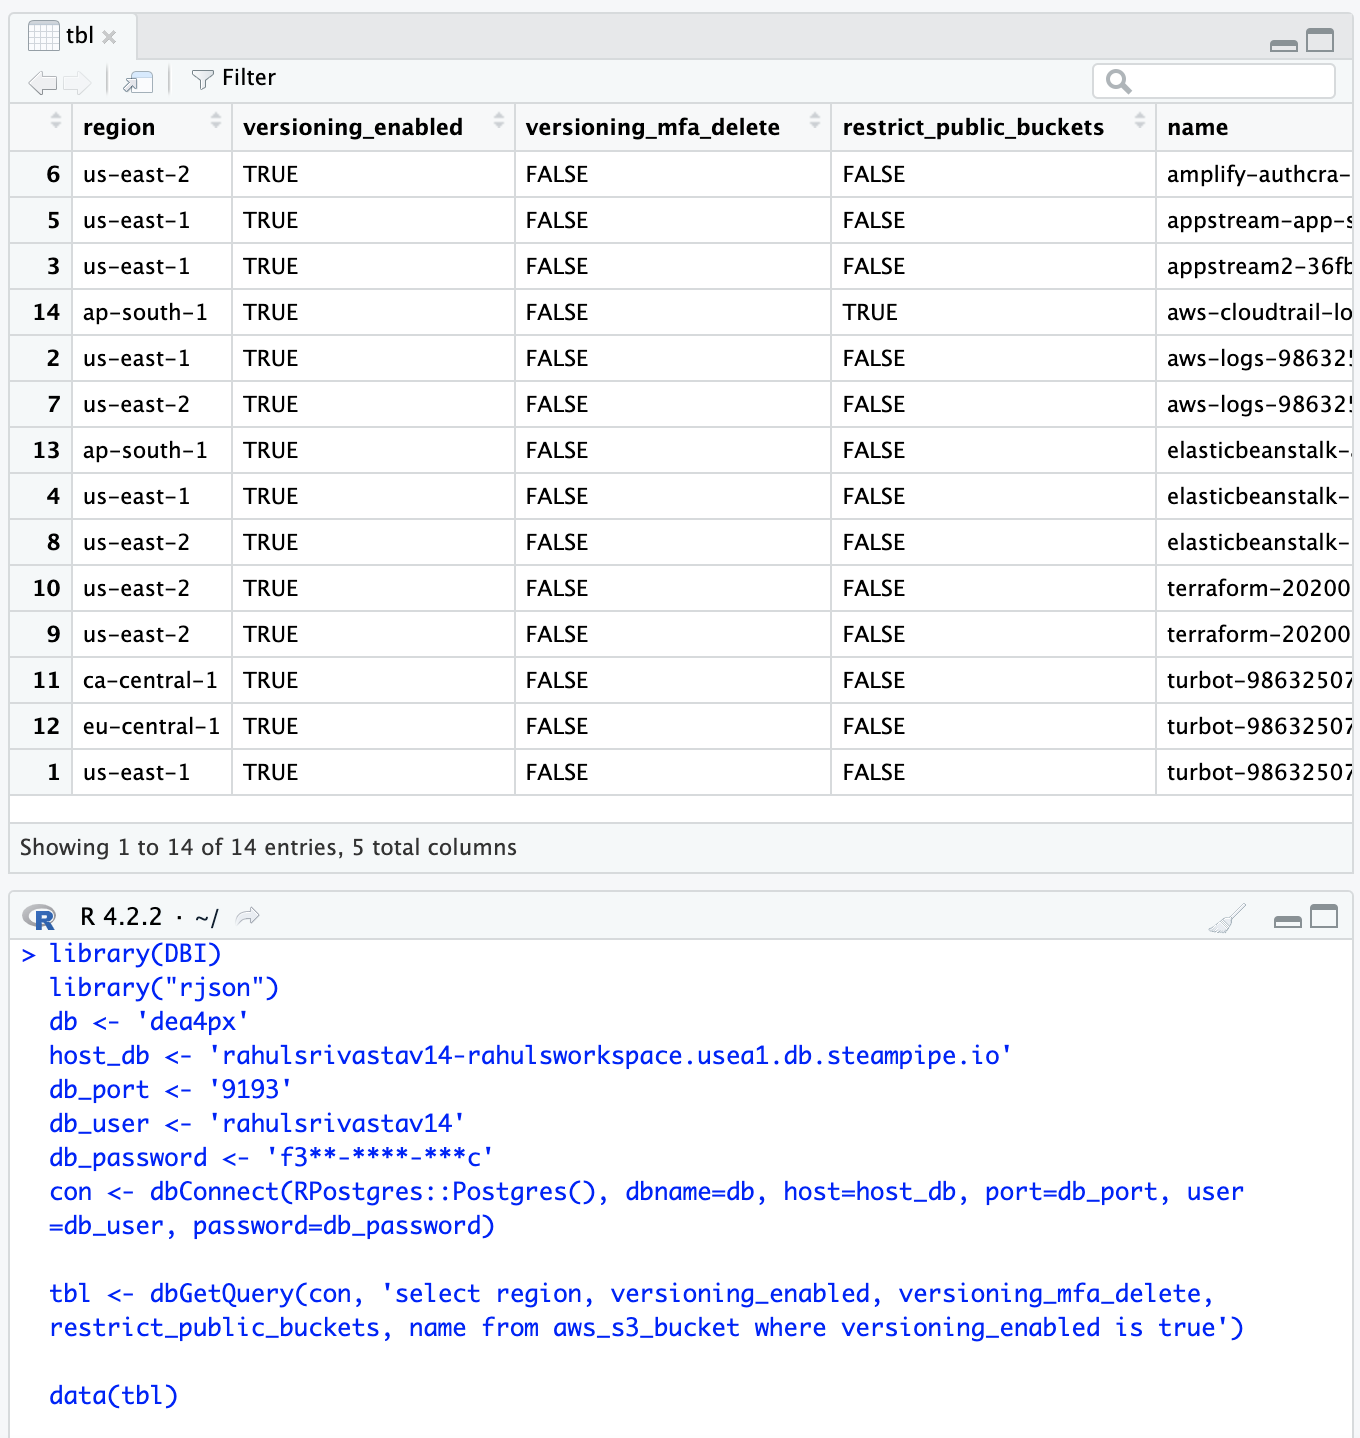 tbl
Filter
region versioning_enabled versioning_mfa_delete restrict_public_buckets name
6 us-east-2 TRUE FALSE FALSE amplify-authcra-
5 us-east-1 TRUE FALSE FALSE appstream-app-s
3 us-east-1 TRUE FALSE FALSE appstream2-36fb
14 ap-south-1 TRUE FALSE TRUE aws-cloudtrail-lo
2 us-east-1 TRUE FALSE FALSE aws-logs-98632
7 us-east-2 TRUE FALSE FALSE aws-logs-98632
13 ap-south-1 TRUE FALSE FALSE elasticbeanstalk-
4 us-east-1 TRUE FALSE FALSE elasticbeanstalk-
8 us-east-2 TRUE FALSE FALSE elasticbeanstalk-
10 us-east-2 TRUE FALSE FALSE terraform-20200
9 us-east-2 TRUE FALSE FALSE terraform-20200
11 ca-central-1 TRUE FALSE FALSE turbot-98632507
12 eu-central-1 TRUE FALSE FALSE turbot-98632507
1 us-east-1 TRUE FALSE FALSE turbot-98632507
Showing 1 to 14 of 14 entries, 5 total columns
R R 4.2.2 · ~/
> library(DBI)
library("rjson")
db <- 'dea4px'
host_db <- 'rahulsrivastav14-rahulsworkspace.usea1.db.steampipe.io'
db_port <- '9193'
db_user <- 'rahulsrivastav14'
db_password <- 'f3**-****-***c'
con <- dbConnect(RPostgres::Postgres(), dbname=db, host=host_db, port=db_port, user
=db_user, password=db_password)
tbl <- dbGetQuery(con, 'select region, versioning_enabled, versioning_mfa_delete,
restrict_public_buckets, name from aws_s3_bucket where versioning_enabled is true')
data(tbl)